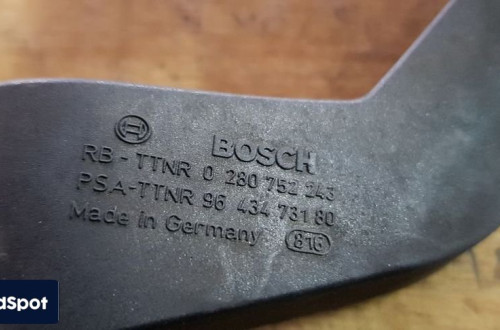 BOSCH
RB - TTNR 0 280 752 243
PSA-TTNR 96 434 731 80
Made in Germany 816
dSpot